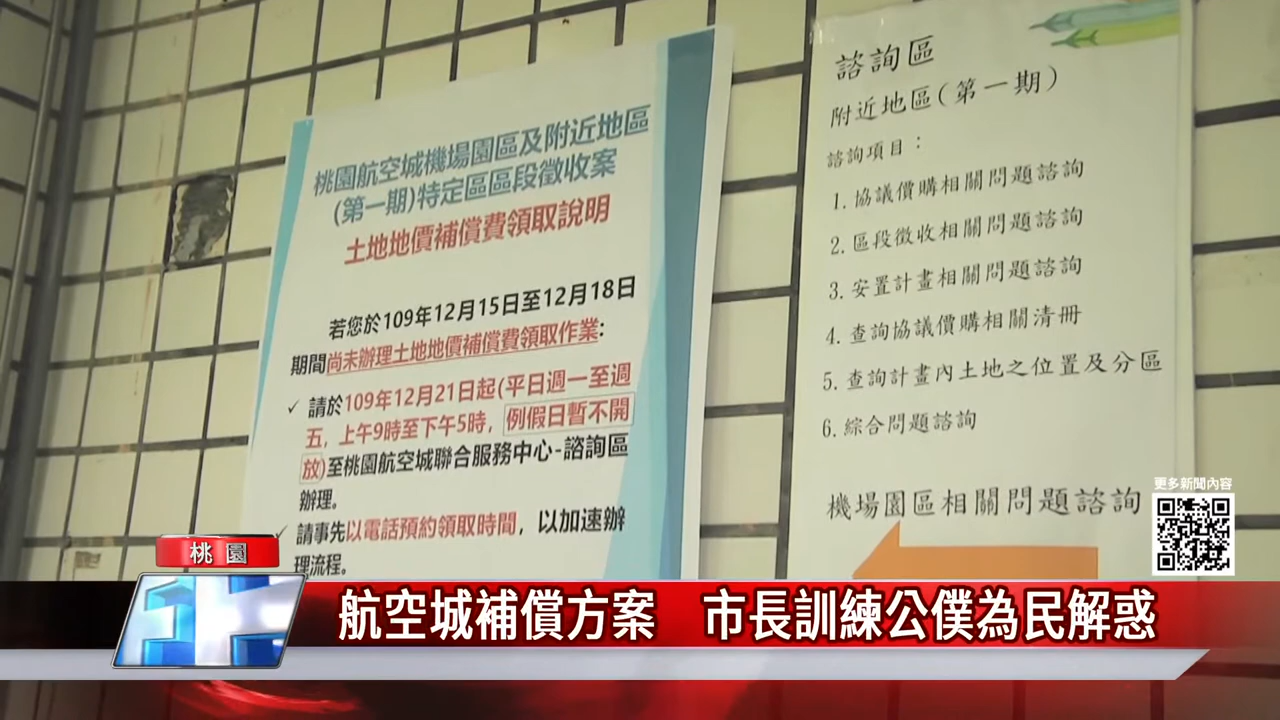 桃園航空城機場園區及附近地區
(第一期)特定區區段徵收案
土地地價補償費領取說明
若您於109年12月15日至12月18日
期間尚未辦理土地地價補償費領取作業:
✓ 請於109年12月21日起(平日週一至週
五，上午9時至下午5時，例假日暫不開
放)至桃園航空城聯合服務中心-諮詢區
辦理。
✓ 請事先以電話預約領取時間，以加速辦
理流程。
諮詢區
附近地區(第一期)
諮詢項目：
1.協議價購相關問題諮詢
2.區段徵收相關問題諮詢
3.安置計畫相關問題諮詢
4.查詢協議價購相關清冊
5.查詢計畫內土地之位置及分區
6.綜合問題諮詢
機場園區相關問題諮詢
更多新聞內容
桃園
航空城補償方案 市長訓練公僕為民解惑